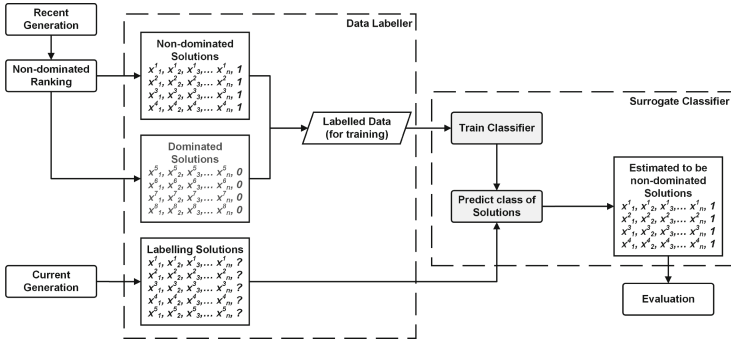 Recent
Generation
Non-dominated
Ranking
Data Labeller
Non-dominated
Solutions
x¹₁, x¹₂, x¹₃,... x¹ₙ, 1
x²₁, x²₂, x²₃,... x²ₙ, 1
x³₁, x³₂, x³₃,... x³ₙ, 1
x⁴₁, x⁴₂, x⁴₃,... x⁴ₙ, 1
Dominated
Solutions
x⁵₁, x⁵₂, x⁵₃,... x⁵ₙ, 0
x⁶₁, x⁶₂, x⁶₃,... x⁶ₙ, 0
x⁷₁, x⁷₂, x⁷₃,... x⁷ₙ, 0
x⁸₁, x⁸₂, x⁸₃,... x⁸ₙ, 0
Labelled Data
(for training)
Current
Generation
Labelling Solutions
x¹₁, x¹₂, x¹₃,... x¹ₙ, ?
x²₁, x²₂, x²₃,... x²ₙ, ?
x³₁, x³₂, x³₃,... x³ₙ, ?
x⁴₁, x⁴₂, x⁴₃,... x⁴ₙ, ?
x⁵₁, x⁵₂, x⁵₃,... x⁵ₙ, ?
Surrogate Classifier
Train Classifier
Predict class of
Solutions
Estimated to be
non-dominated
Solutions
x¹₁, x¹₂, x¹₃,... x¹ₙ, 1
x²₁, x²₂, x²₃,... x²ₙ, 1
x³₁, x³₂, x³₃,... x³ₙ, 1
x⁴₁, x⁴₂, x⁴₃,... x⁴ₙ, 1
Evaluation